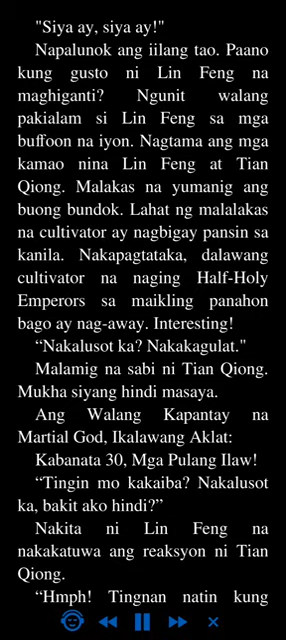 "Siya ay, siya ay!"
Napalunok ang iilang tao. Paano
kung gusto ni Lin Feng na
maghiganti? Ngunit walang
pakialam si Lin Feng sa mga
buffoon na iyon. Nagtama ang mga
kamao nina Lin Feng at Tian
Qiong. Malakas na yumanig ang
buong bundok. Lahat ng malalakas
na cultivator ay nagbigay pansin sa
kanila. Nakapagtataka, dalawang
cultivator na naging Half-Holy
Emperors sa maikling panahon
bago ay nag-away. Interesting!
“Nakalusot ka? Nakakagulat."
Malamig na sabi ni Tian Qiong.
Mukha siyang hindi masaya.
Ang Walang Kapantay na
Martial God, Ikalawang Aklat:
Kabanata 30, Mga Pulang Ilaw!
“Tingin mo kakaiba? Nakalusot
ka, bakit ako hindi?”
Nakita ni Lin Feng na
nakakatuwa ang reaksyon ni Tian
Qiong.
“Hmph! Tingnan natin kung